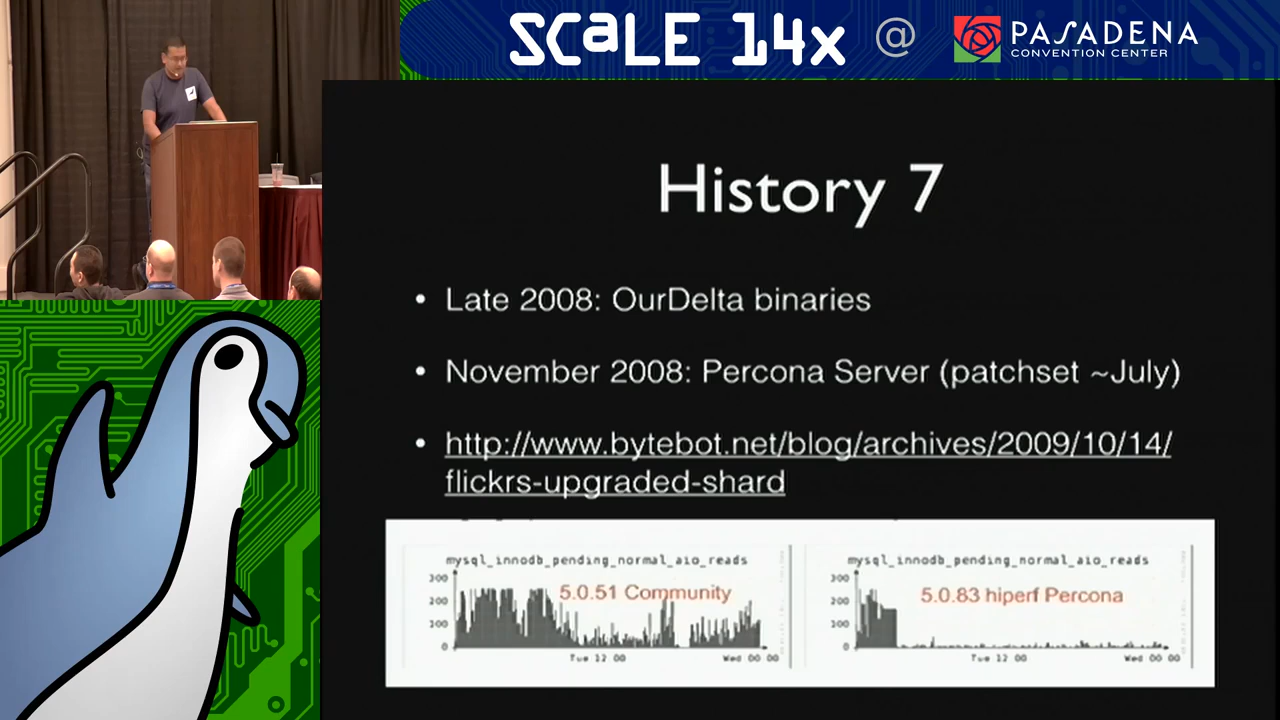 SCaLE 14x @ PASADENA
CONVENTION CENTER
History 7
• Late 2008: OurDelta binaries
• November 2008: Percona Server (patchset ~July)
• http://www.bytebot.net/blog/archives/2009/10/14/
flickrs-upgraded-shard
mysql_innodb_pending_normal_aio_reads
300
5.0.51 Community
200
100
0
Tue 12 00
Wed 00 00
mysql_innodb_pending_normal_aio_reads
300
5.0.83 hiperf Percona
200
100
0
Tue 12 00
Wed 00 00